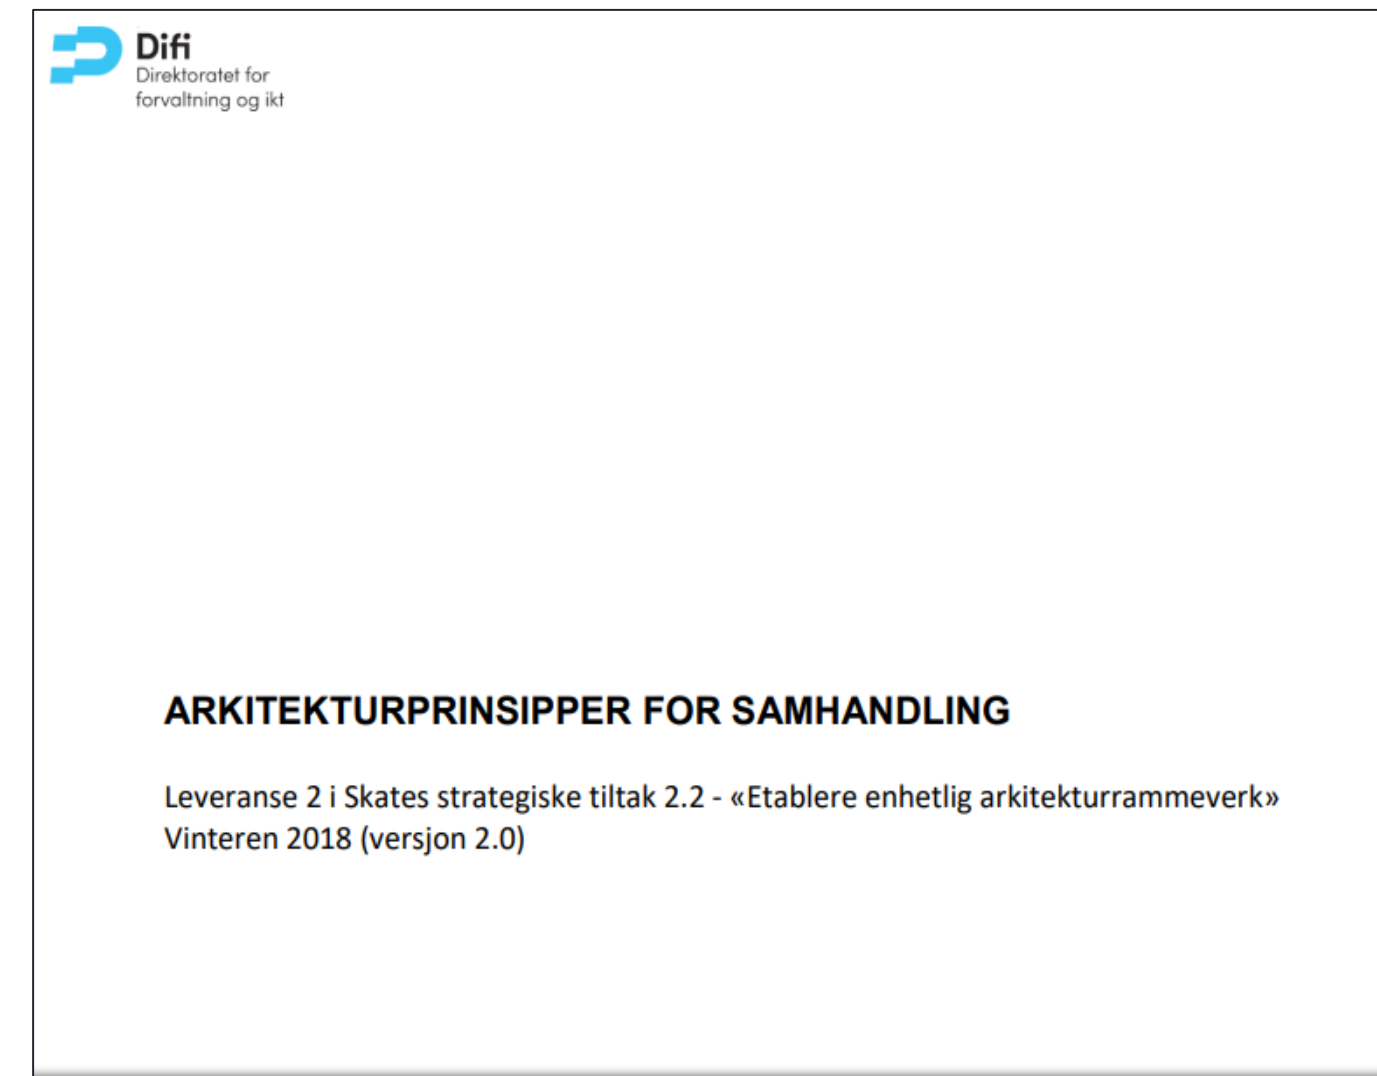 Difi
Direktoratet for
forvaltning og ikt
ARKITEKTURPRINSIPPER FOR SAMHANDLING
Leveranse 2 i Skates strategiske tiltak 2.2 - «Etablere enhetlig arkitekturrammeverk»
Vinteren 2018 (versjon 2.0)